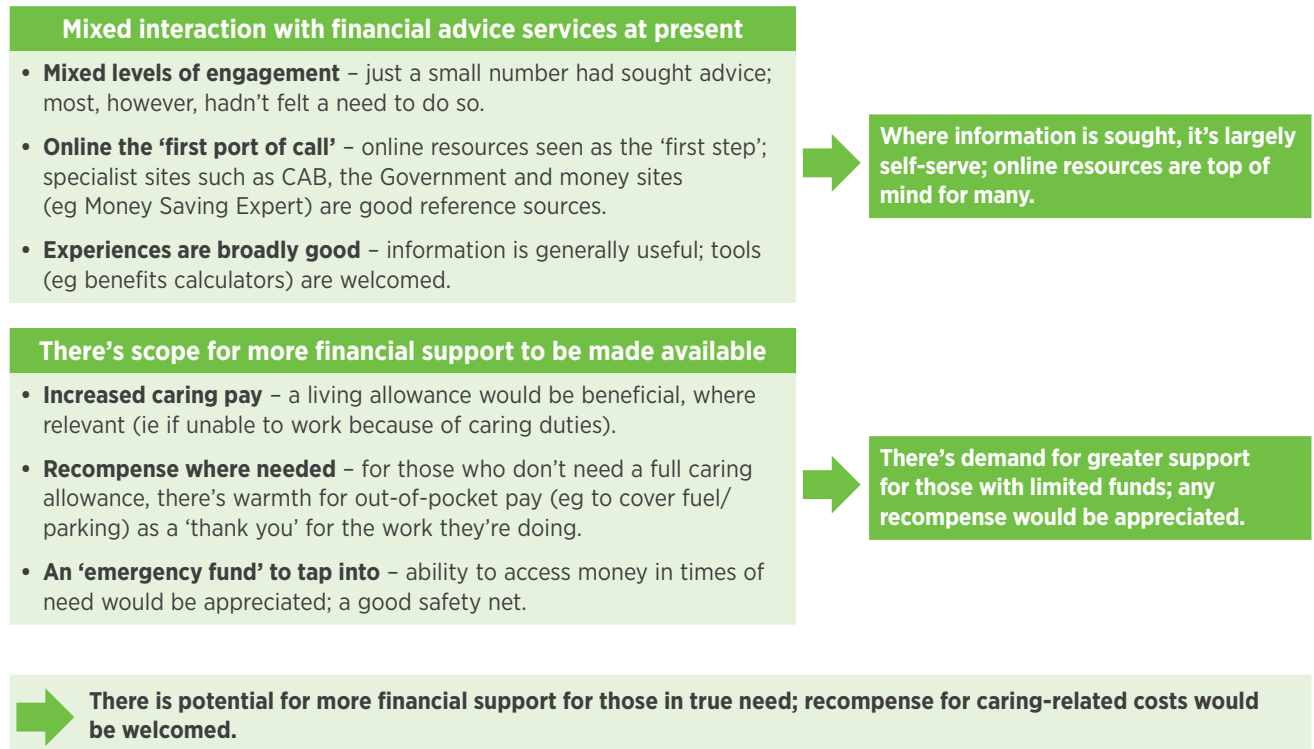 Mixed interaction with financial advice services at present
• Mixed levels of engagement – just a small number had sought advice;
most, however, hadn't felt a need to do so.
• Online the 'first port of call' – online resources seen as the 'first step';
specialist sites such as CAB, the Government and money sites
(eg Money Saving Expert) are good reference sources.
• Experiences are broadly good – information is generally useful; tools
(eg benefits calculators) are welcomed.
Where information is sought, it's largely
self-serve; online resources are top of
mind for many.
There's scope for more financial support to be made available
• Increased caring pay – a living allowance would be beneficial, where
relevant (ie if unable to work because of caring duties).
• Recompense where needed – for those who don't need a full caring
allowance, there's warmth for out-of-pocket pay (eg to cover fuel/
parking) as a 'thank you' for the work they're doing.
• An 'emergency fund' to tap into – ability to access money in times of
need would be appreciated; a good safety net.
There's demand for greater support
for those with limited funds; any
recompense would be appreciated.
There is potential for more financial support for those in true need; recompense for caring-related costs would
be welcomed.